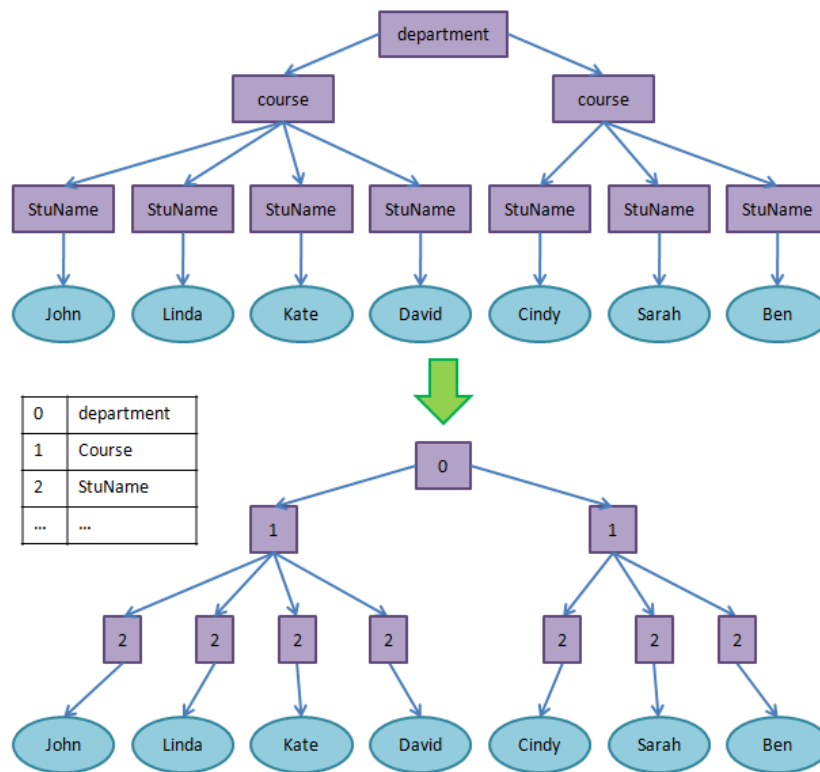 department
course course
StuName StuName StuName StuName StuName StuName StuName
John Linda Kate David Cindy Sarah Ben
0 department
1 Course
2 StuName
... ...
0
1 1
2 2 2 2 2 2 2
John Linda Kate David Cindy Sarah Ben